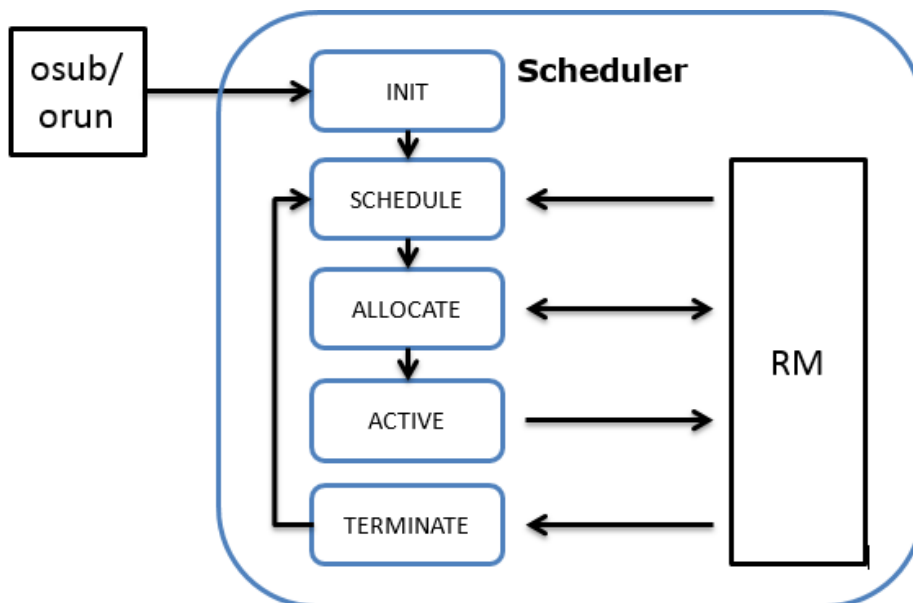 osub/
orun
Scheduler
INIT
SCHEDULE
ALLOCATE
ACTIVE
TERMINATE
RM